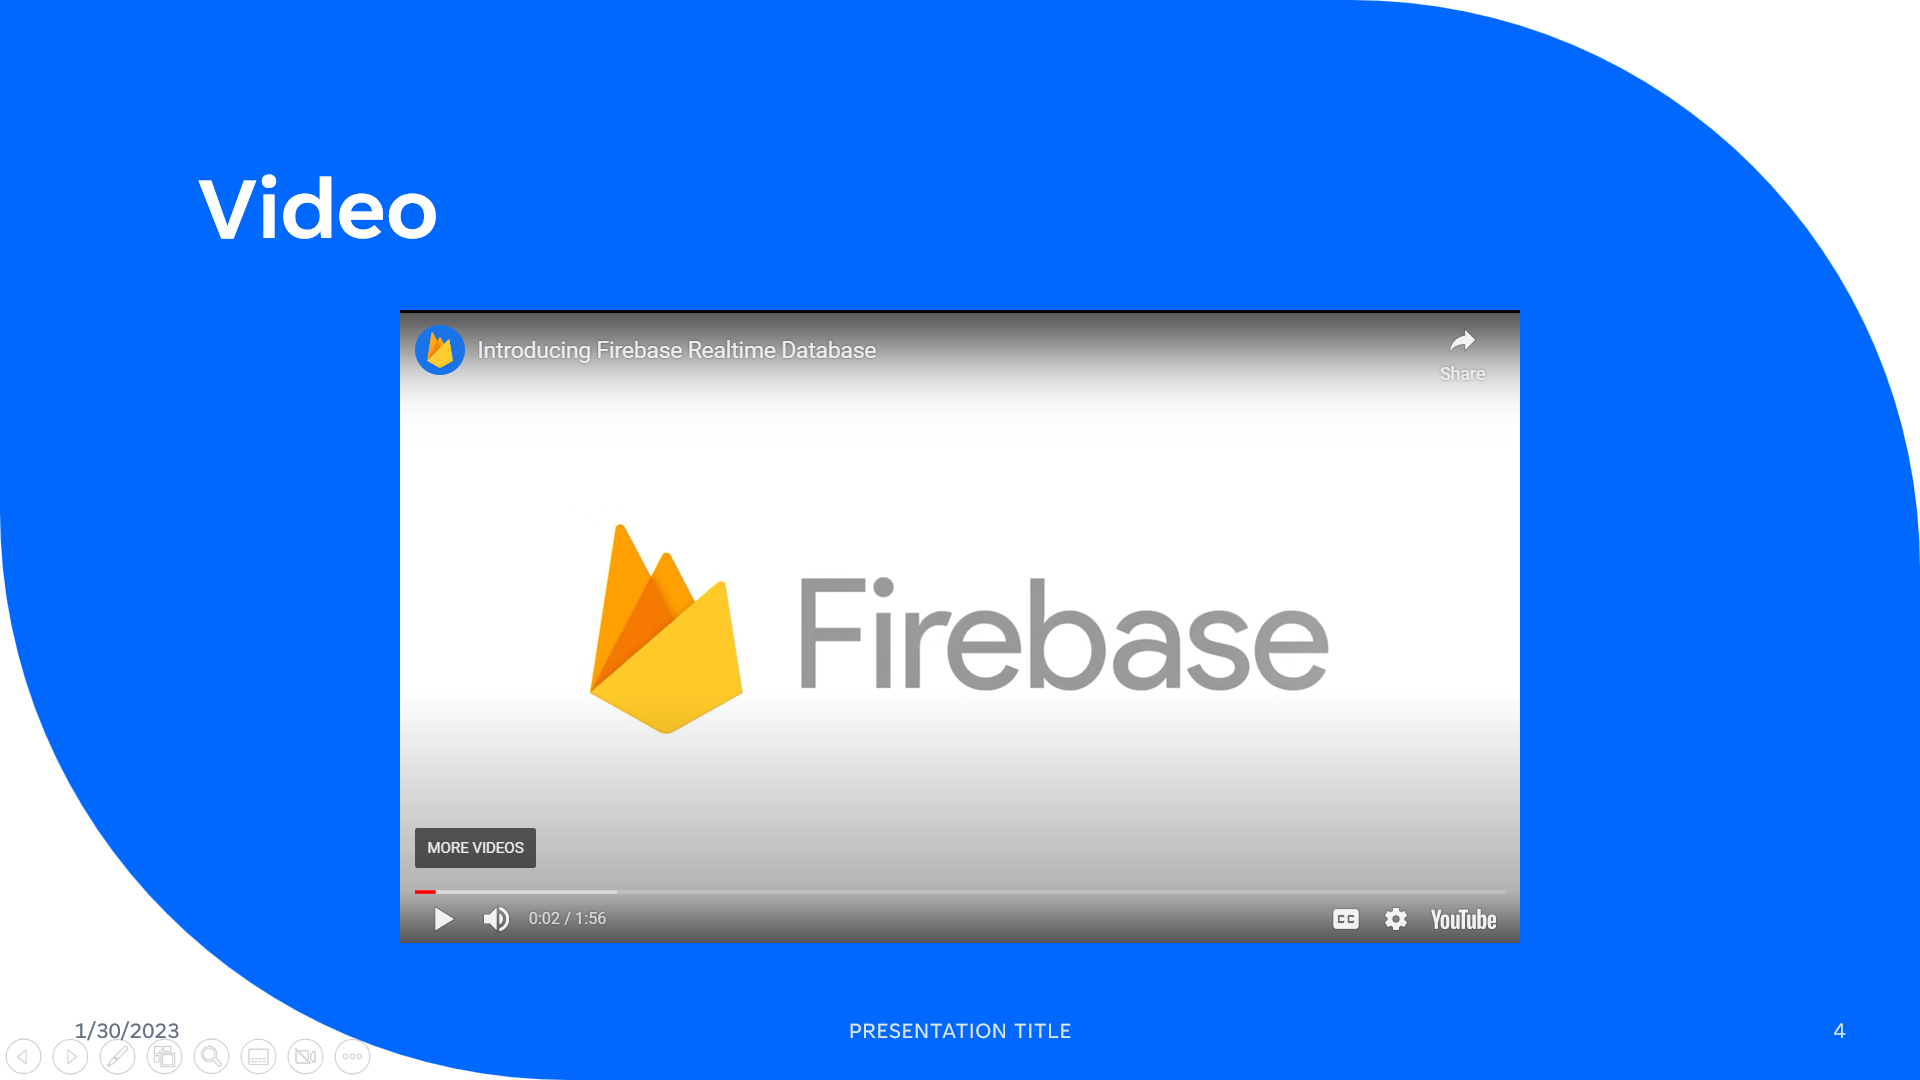 Video
Introducing Firebase Realtime Database
Share
Firebase
MORE VIDEOS
0:02 / 1:56
CC
YouTube
1/30/2023
PRESENTATION TITLE
4